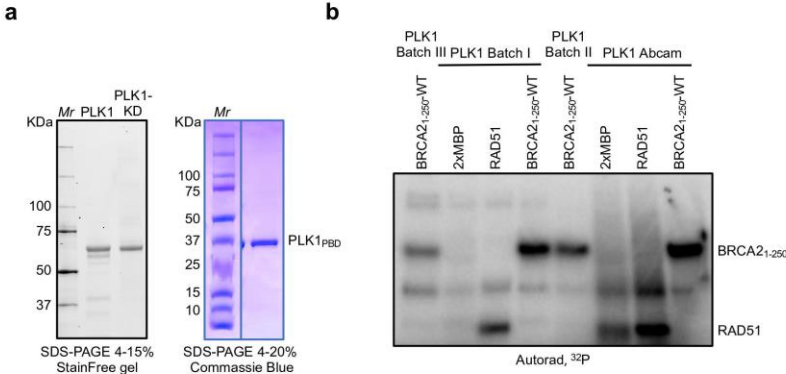 a
b
PLK1-
KD
Mr PLK1
KDa
100
75
50
37
SDS-PAGE 4-15%
StainFree gel
Mr
KDa
100
75
50
37
25
15
10
PLK1PBD
SDS-PAGE 4-20%
Commassie Blue
PLK1
Batch III
PLK1 Batch I
PLK1
Batch II
PLK1 Abcam
BRCA21-250-WT
2xMBP
RAD51
BRCA21-250-WT
BRCA21-250-WT
2xMBP
RAD51
BRCA21-250-WT
BRCA21-250
RAD51
Autorad, 32P